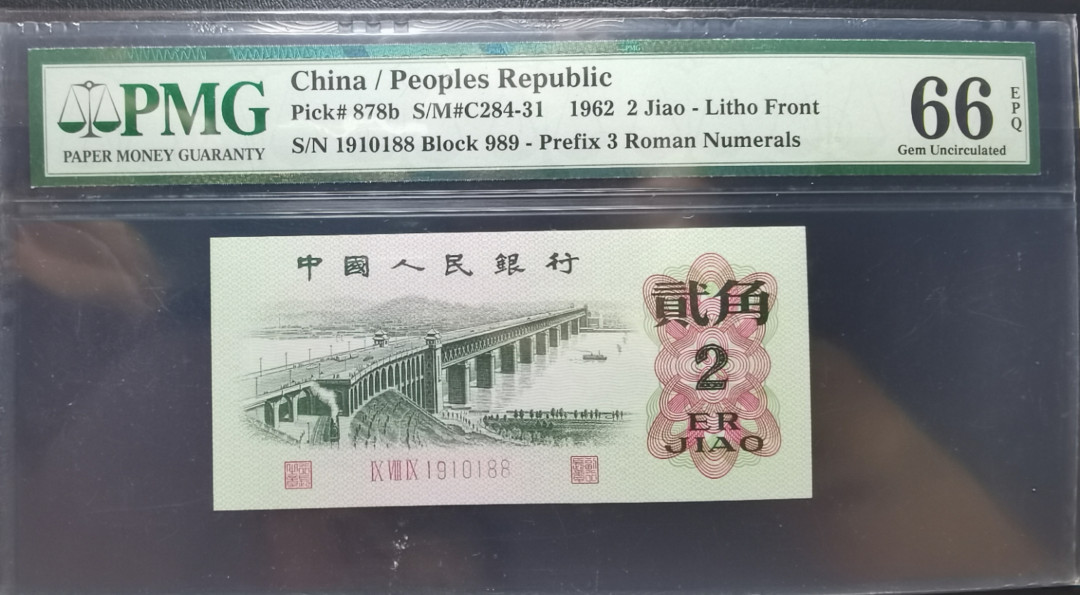 PMG
PAPER MONEY GUARANTY
China / Peoples Republic
Pick# 878b S/M#C284-31 1962 2 Jiao - Litho Front
S/N 1910188 Block 989 - Prefix 3 Roman Numerals
66
EPQ
Gem Uncirculated
中國人民銀行
貳角
2
ER
JIAO
IX VIII IX 1910188